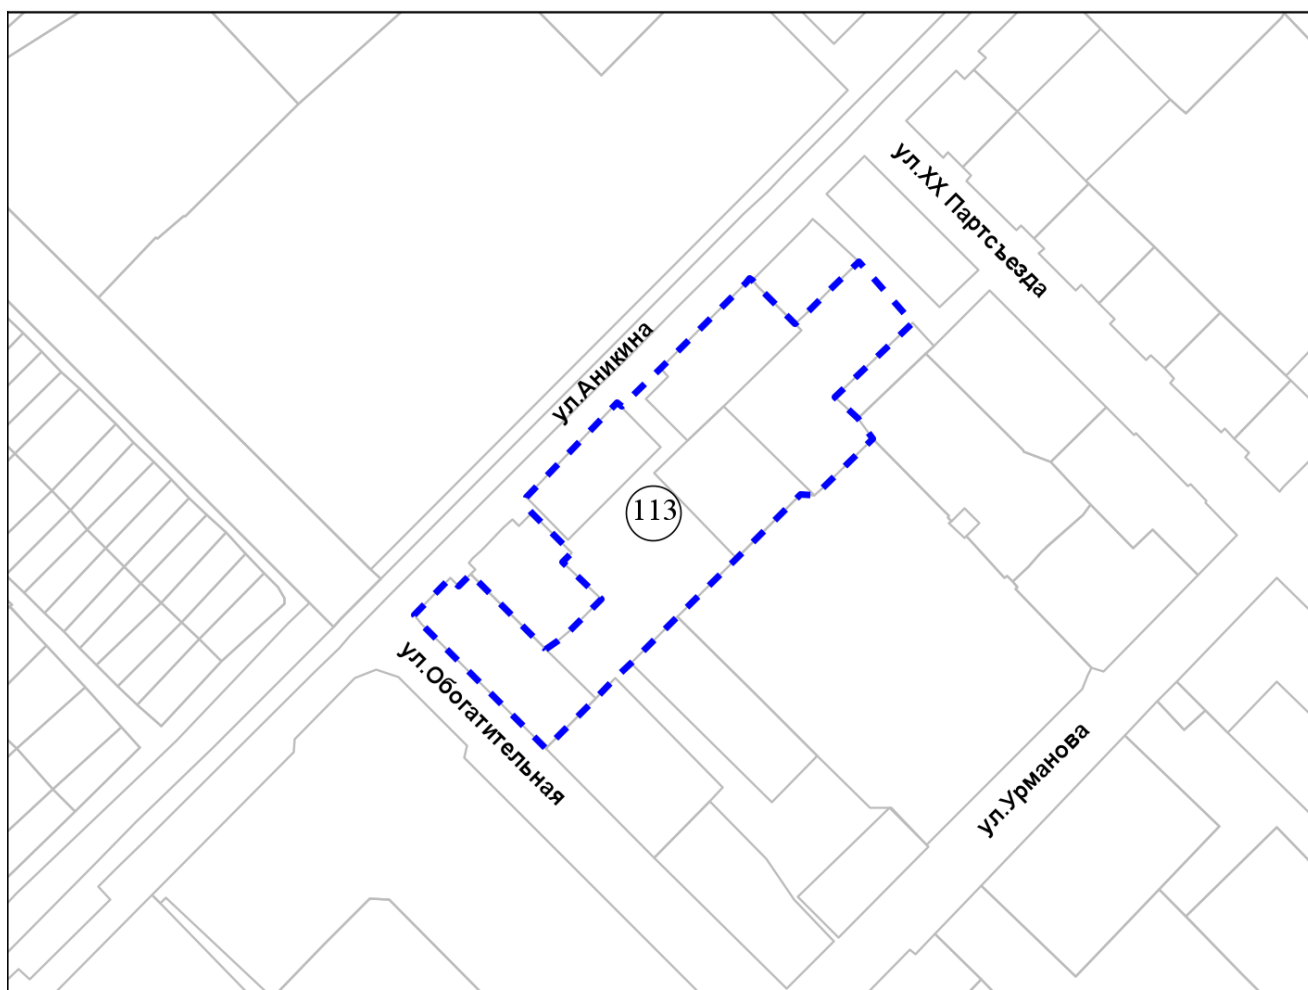 ул.ХХ Партсъезда
ул.Аникина
113
ул.Обогатительная
ул.Урманова